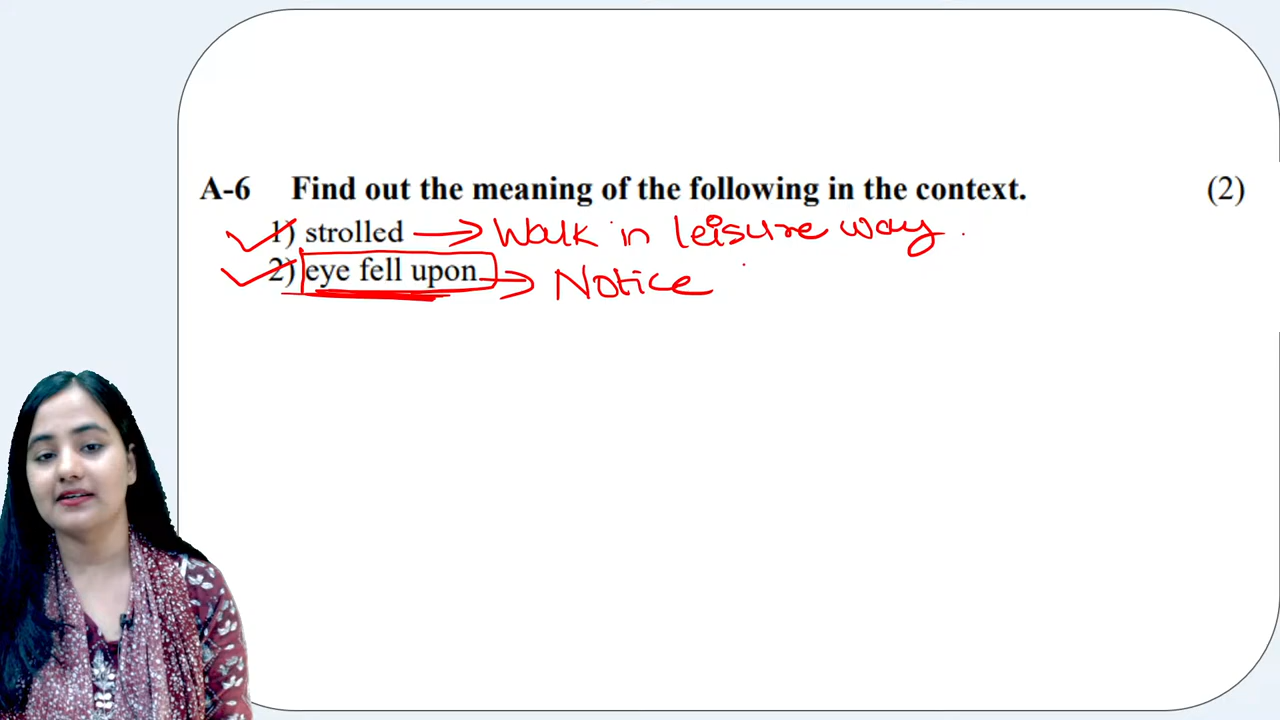 A-6 Find out the meaning of the following in the context. (2)
1) strolled → Walk in leisure way.
2) eye fell upon → Notice